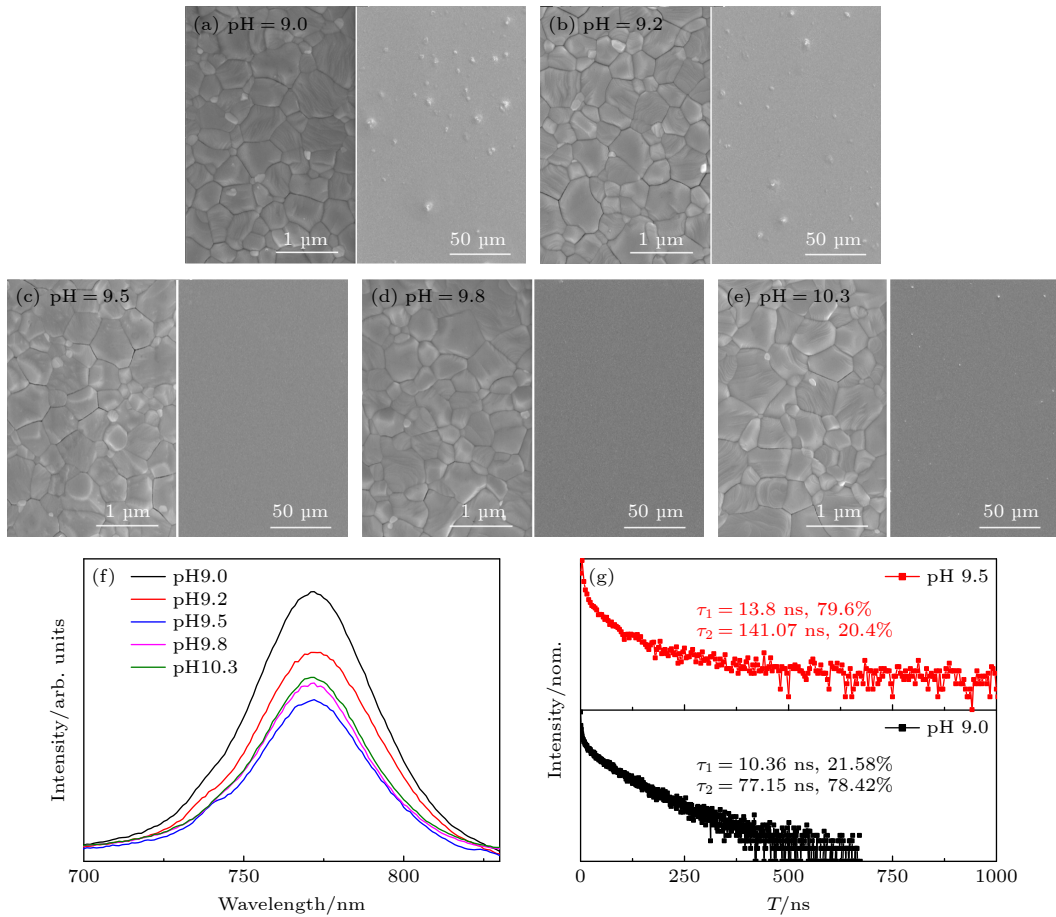 (a) pH = 9.0
1 µm
50 µm
(b) pH = 9.2
1 µm
50 µm
(c) pH = 9.5
1 µm
50 µm
(d) pH = 9.8
1 µm
50 µm
(e) pH = 10.3
1 µm
50 µm
(f)
pH9.0
pH9.2
pH9.5
pH9.8
pH10.3
Intensity/arb. units
700
750
800
Wavelength/nm
(g)
pH 9.5
τ1 = 13.8 ns, 79.6%
τ2 = 141.07 ns, 20.4%
pH 9.0
τ1 = 10.36 ns, 21.58%
τ2 = 77.15 ns, 78.42%
Intensity/nom.
0
250
500
750
1000
T/ns